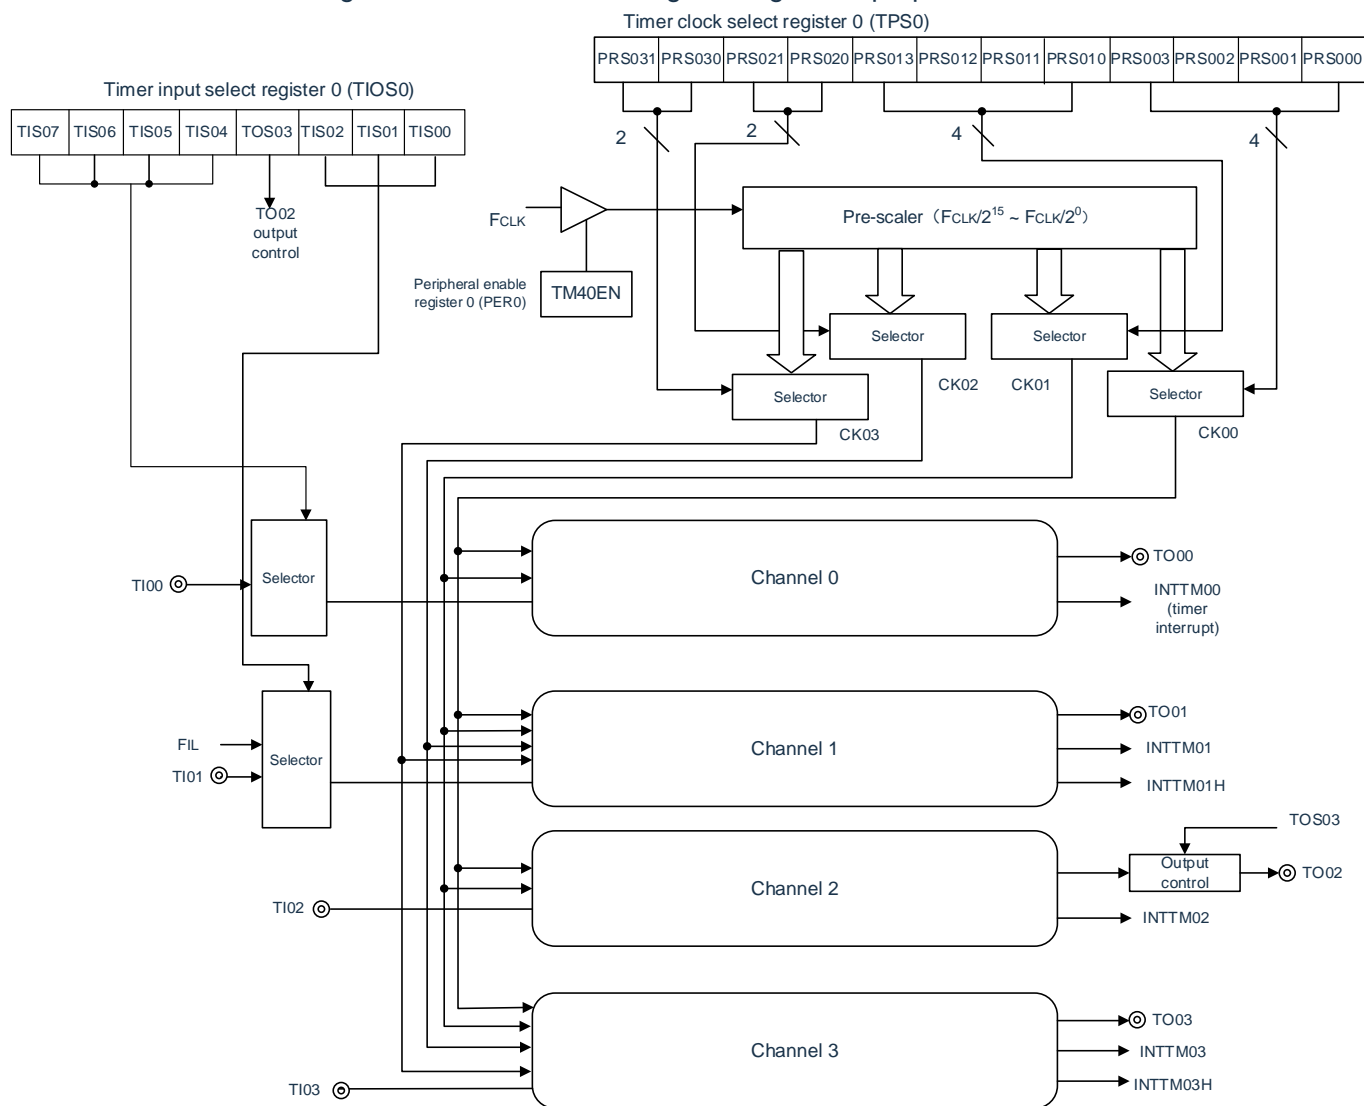 Timer clock select register 0 (TPS0)
PRS031 PRS030 PRS021 PRS020 PRS013 PRS012 PRS011 PRS010 PRS003 PRS002 PRS001 PRS000
Timer input select register 0 (TIOS0)
TIS07 TIS06 TIS05 TIS04 TOS03 TIS02 TIS01 TIS00
2
2
4
4
TO02
output
control
FCLK
Pre-scaler（FCLK/2^15 ~ FCLK/2^0）
Peripheral enable
register 0 (PER0)
TM40EN
Selector
Selector
Selector
Selector
CK02
CK01
CK03
CK00
TI00
Selector
Channel 0
TO00
INTTM00
(timer
interrupt)
FIL
TI01
Selector
Channel 1
TO01
INTTM01
INTTM01H
TOS03
TI02
Channel 2
Output
control
TO02
INTTM02
TI03
Channel 3
TO03
INTTM03
INTTM03H